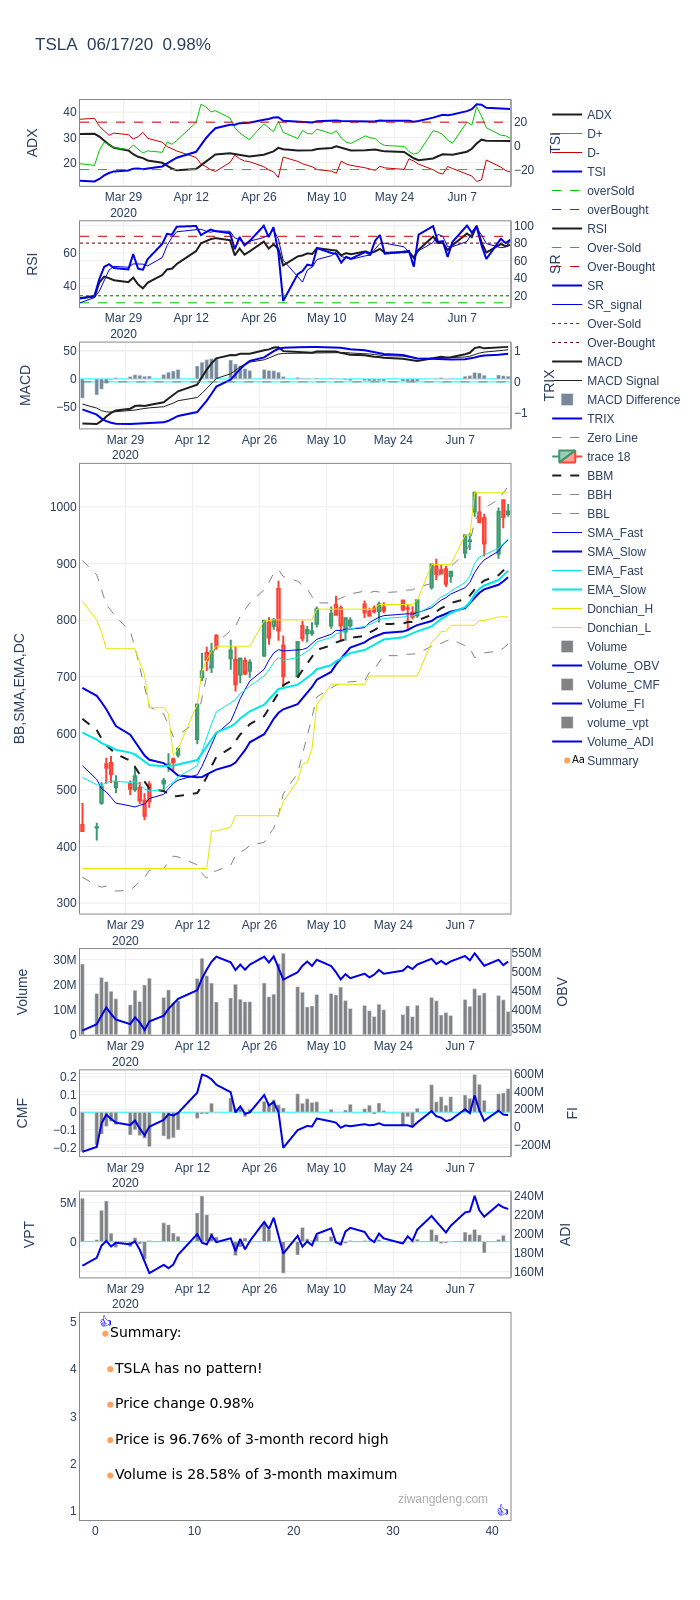 TSLA 06/17/20 0.98%
ADX
40
30
20
20
0
−20
TSI
Mar 29
Apr 12
Apr 26
May 10
May 24
Jun 7
2020
RSI
60
40
100
80
60
40
20
SR
Mar 29
Apr 12
Apr 26
May 10
May 24
Jun 7
2020
MACD
50
0
−50
1
0
−1
TRIX
Mar 29
Apr 12
Apr 26
May 10
May 24
Jun 7
2020
BB,SMA,EMA,DC
1000
900
800
700
600
500
400
300
Mar 29
Apr 12
Apr 26
May 10
May 24
Jun 7
2020
Volume
30M
20M
10M
0
550M
500M
450M
400M
350M
OBV
Mar 29
Apr 12
Apr 26
May 10
May 24
Jun 7
2020
CMF
0.2
0.1
0
−0.1
−0.2
600M
400M
200M
0
−200M
FI
Mar 29
Apr 12
Apr 26
May 10
May 24
Jun 7
2020
VPT
5M
0
240M
220M
200M
180M
160M
ADI
Mar 29
Apr 12
Apr 26
May 10
May 24
Jun 7
2020
5
4
3
2
1
👍
Summary:
TSLA has no pattern!
Price change 0.98%
Price is 96.76% of 3-month record high
Volume is 28.58% of 3-month maximum
ziwangdeng.com
👍
0
10
20
30
40
ADX
D+
D-
TSI
overSold
overBought
RSI
Over-Sold
Over-Bought
SR
SR_signal
Over-Sold
Over-Bought
MACD
MACD Signal
MACD Difference
TRIX
Zero Line
trace 18
BBM
BBH
BBL
SMA_Fast
SMA_Slow
EMA_Fast
EMA_Slow
Donchian_H
Donchian_L
Volume
Volume_OBV
Volume_CMF
Volume_FI
volume_vpt
Volume_ADI
Aa Summary